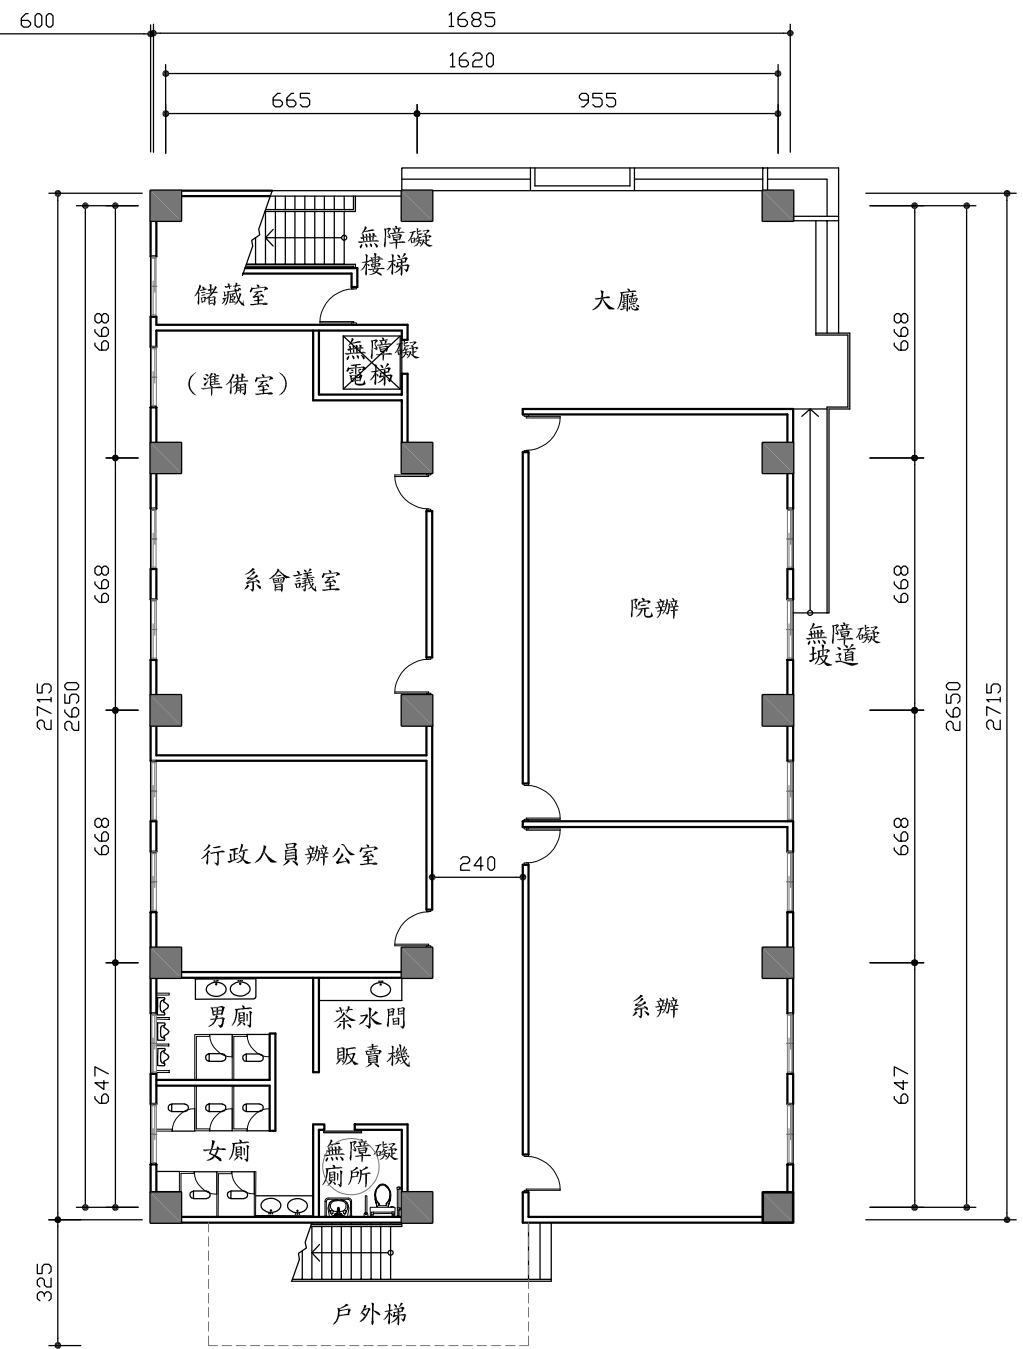 600
1685
1620
665
955
無障礙
樓梯
儲藏室
大廳
668
668
無障礙
電梯
(準備室)
系會議室
668
668
院辦
無障礙
坡道
2715
2650
2650
2715
行政人員辦公室
668
668
240
男廁
茶水間
販賣機
系辦
647
647
女廁
無障礙
廁所
325
戶外梯